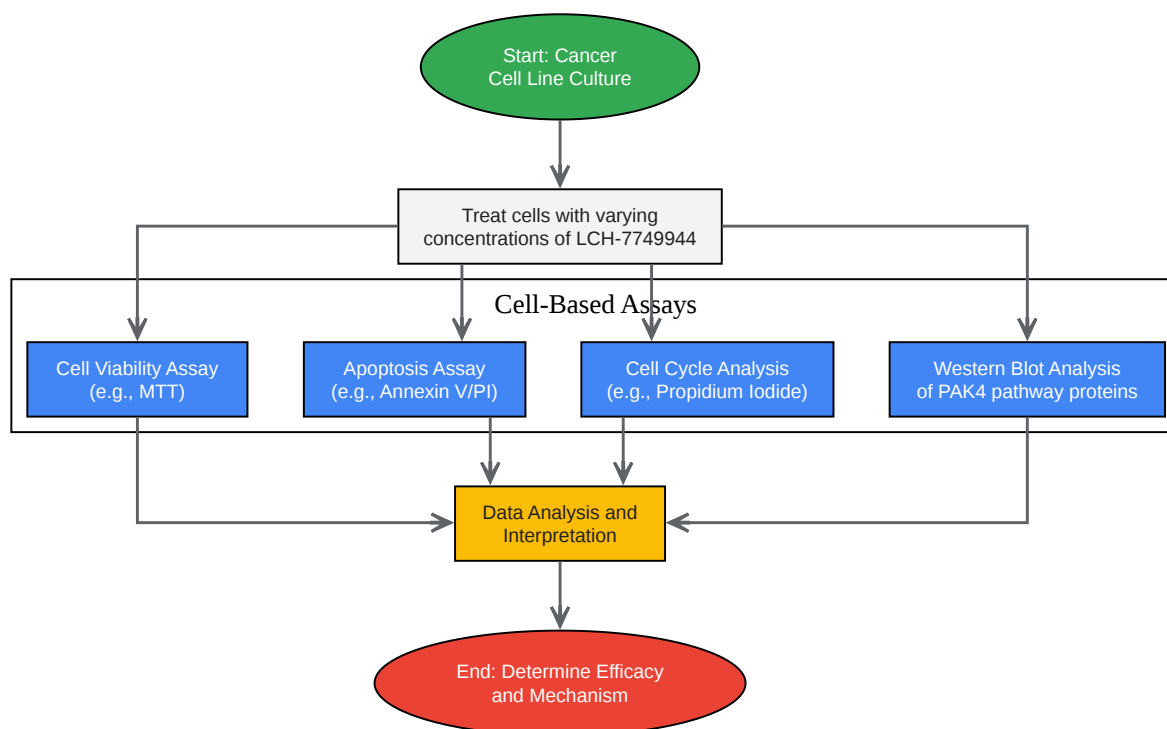 Start: Cancer
Cell Line Culture
Treat cells with varying
concentrations of LCH-7749944
Cell-Based Assays
Cell Viability Assay
(e.g., MTT)
Apoptosis Assay
(e.g., Annexin V/PI)
Cell Cycle Analysis
(e.g., Propidium Iodide)
Western Blot Analysis
of PAK4 pathway proteins
Data Analysis and
Interpretation
End: Determine Efficacy
and Mechanism